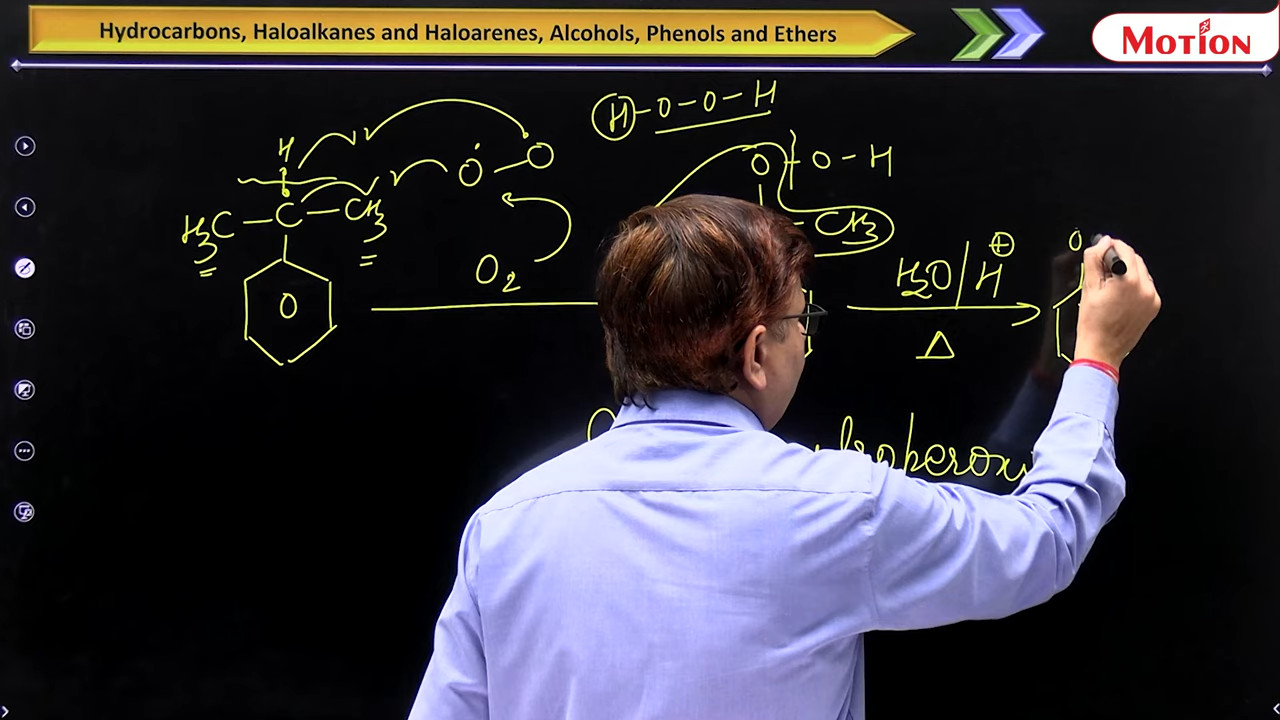 Hydrocarbons, Haloalkanes and Haloarenes, Alcohols, Phenols and Ethers
MOTION
H-O-O-H
H
O O
O-O-H
H3C-C-CH3
CH3
O2
H2O/H⊕
O
O
Δ